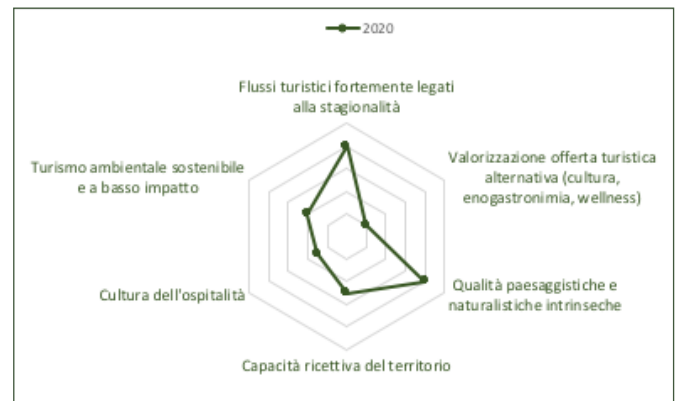 2020
Flussi turistici fortemente legati
alla stagionalità
Valorizzazione offerta turistica
alternativa (cultura,
enogastronimia, wellness)
Turismo ambientale sostenibile
e a basso impatto
Qualità paesaggistiche e
naturalistiche intrinseche
Cultura dell'ospitalità
Capacità ricettiva del territorio